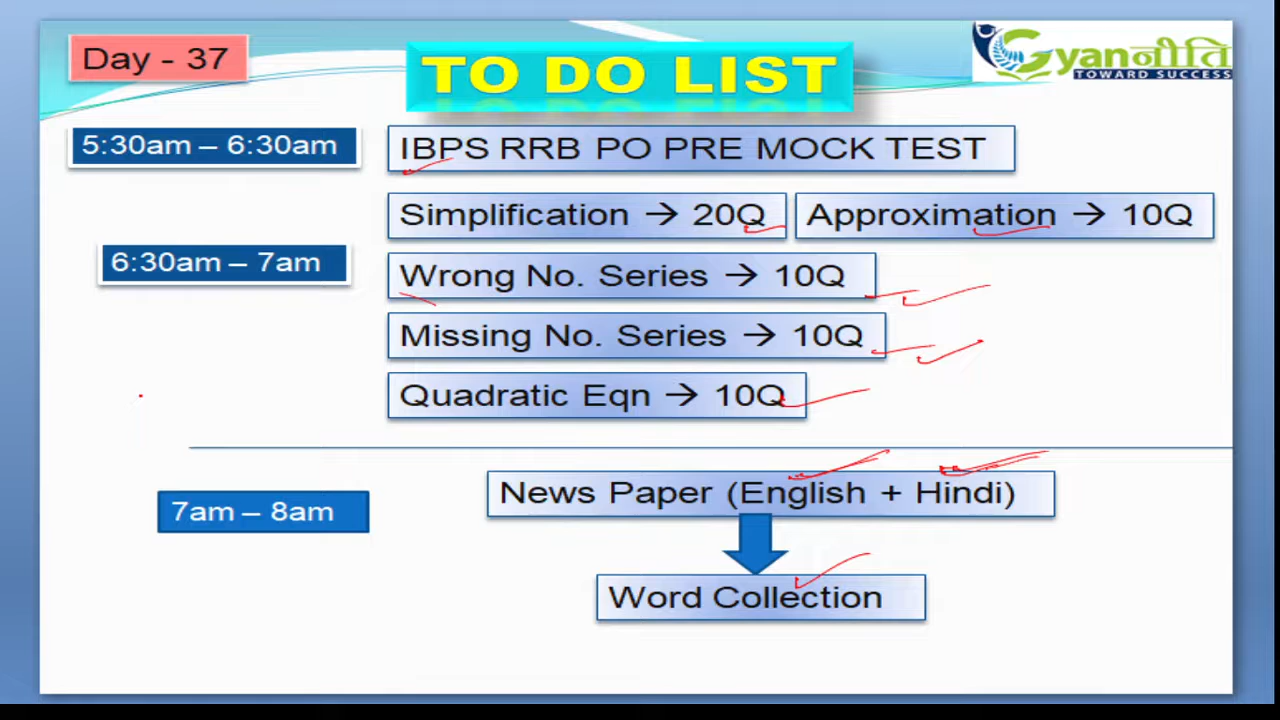 Day - 37
TO DO LIST
Gyanनीति
TOWARD SUCCESS
5:30am – 6:30am
IBPS RRB PO PRE MOCK TEST
Simplification → 20Q
Approximation → 10Q
6:30am – 7am
Wrong No. Series → 10Q
Missing No. Series → 10Q
Quadratic Eqn → 10Q
7am – 8am
News Paper (English + Hindi)
Word Collection